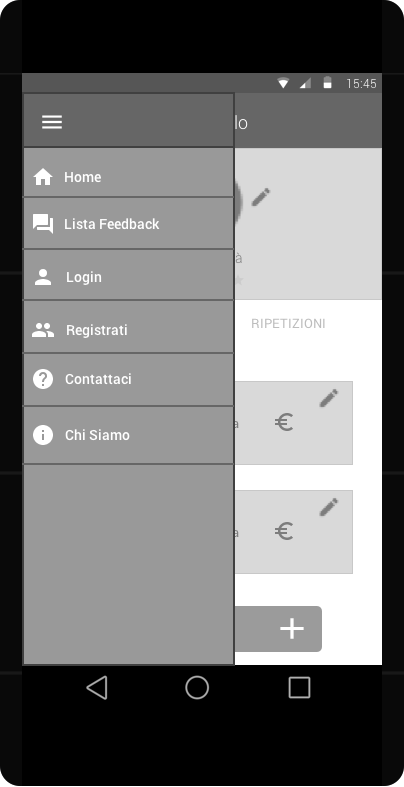 15:45
lo
Home
à
Lista Feedback
Login
RIPETIZIONI
Registrati
Contattaci
a
€
Chi Siamo
a
€